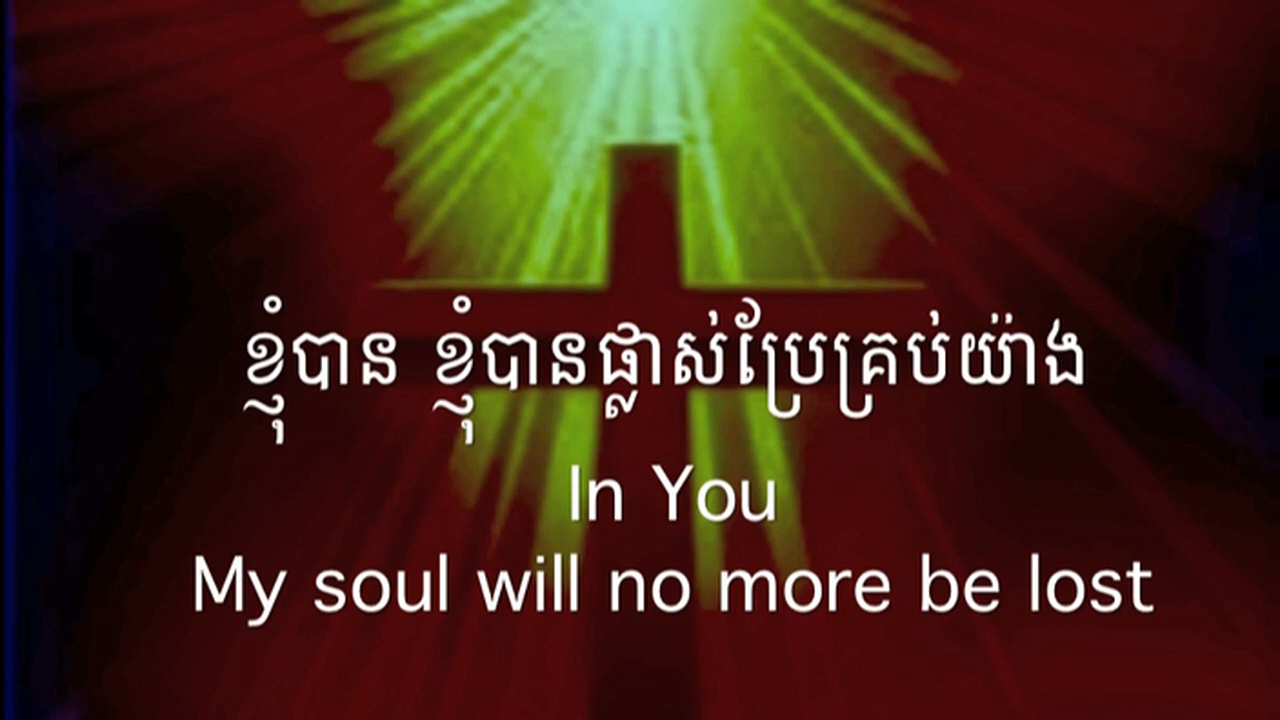 ខ្ញុំបាន ខ្ញុំបានផ្លាស់ប្រែគ្រប់យ៉ាង
In You
My soul will no more be lost